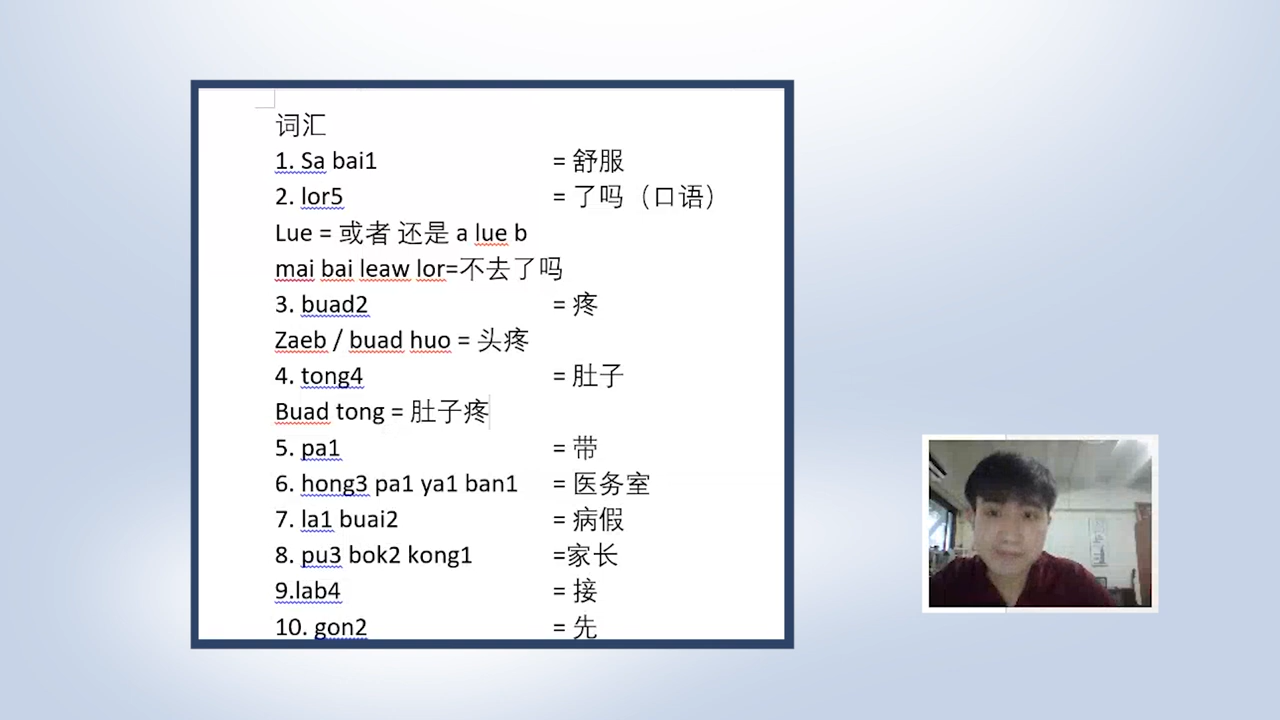 词汇
1. Sa bai1 = 舒服
2. lor5 = 了吗（口语）
Lue = 或者 还是 a lue b
mai bai leaw lor=不去了吗
3. buad2 = 疼
Zaeb / buad huo = 头疼
4. tong4 = 肚子
Buad tong = 肚子疼
5. pa1 = 带
6. hong3 pa1 ya1 ban1 = 医务室
7. la1 buai2 = 病假
8. pu3 bok2 kong1 =家长
9.lab4 = 接
10. gon2 = 先